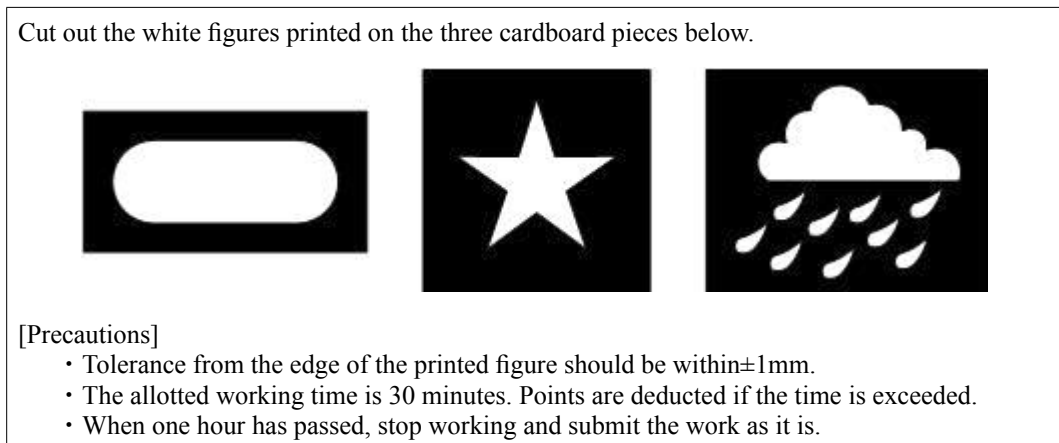 Cut out the white figures printed on the three cardboard pieces below.
[Precautions]
・Tolerance from the edge of the printed figure should be within±1mm.
・The allotted working time is 30 minutes. Points are deducted if the time is exceeded.
・When one hour has passed, stop working and submit the work as it is.